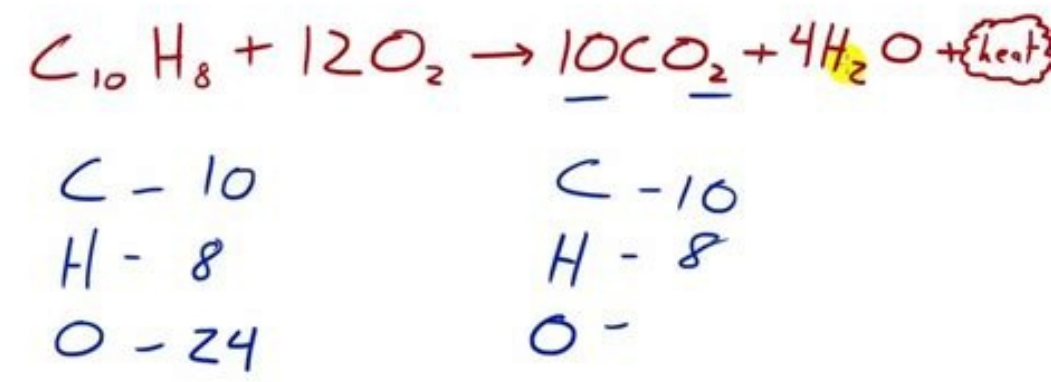 C₁₀H₈ + 12O₂ → 10CO₂ + 4H₂O + heat
C - 10 C - 10
H - 8 H - 8
O - 24 O -